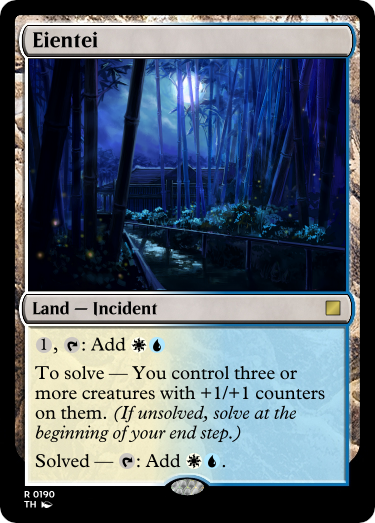 Eientei
Land — Incident
1, T: Add W U
To solve — You control three or
more creatures with +1/+1 counters
on them. (If unsolved, solve at the
beginning of your end step.)
Solved — T: Add W U.
R 0190
TH